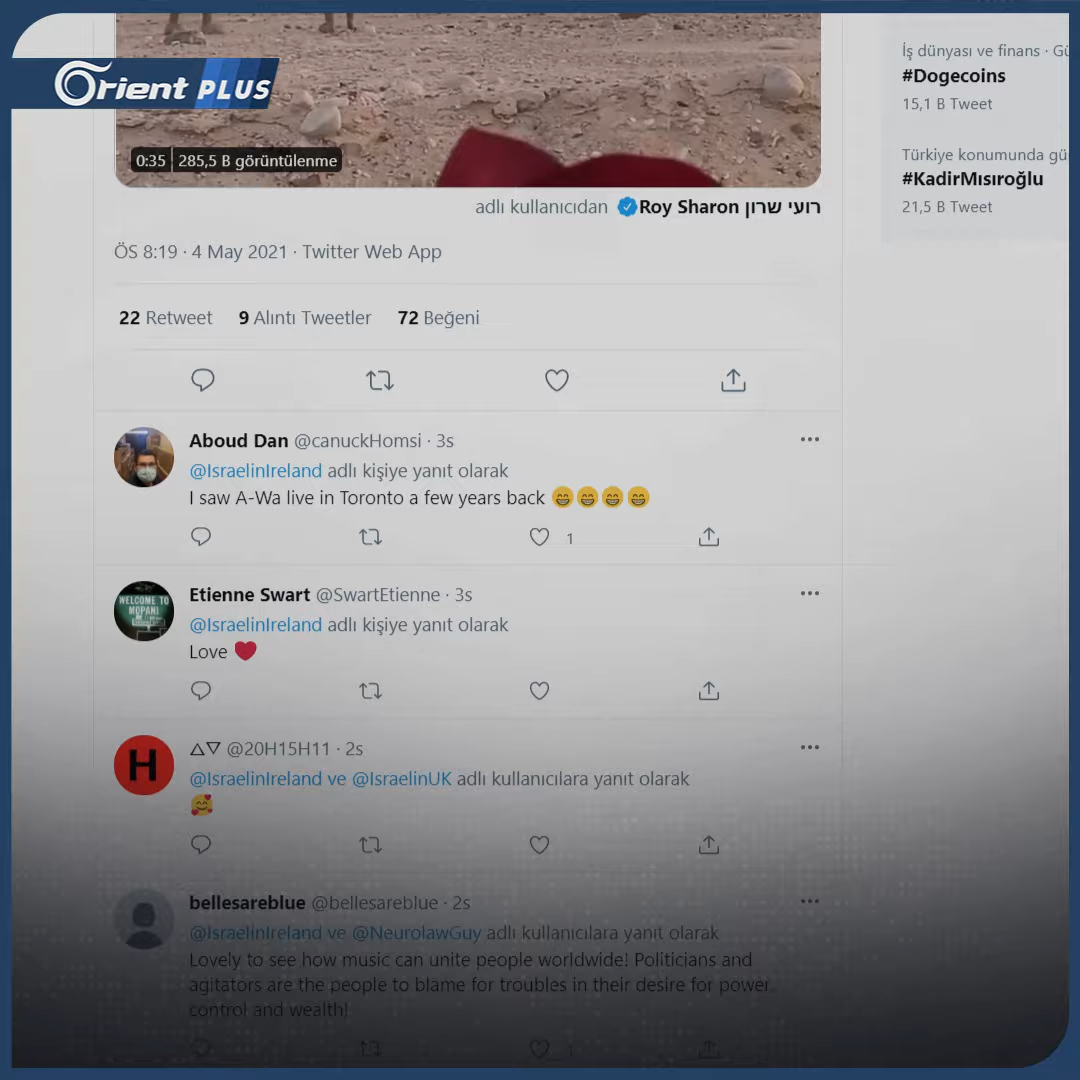 Orient PLUS
İş dünyası ve finans · Gü
#Dogecoins
15,1 B Tweet
Türkiye konumunda gü
#KadirMısıroğlu
21,5 B Tweet
0:35 285,5 B görüntülenme
adlı kullanıcıdan Roy Sharon רועי שרון
ÖS 8:19 · 4 May 2021 · Twitter Web App
22 Retweet 9 Alıntı Tweetler 72 Beğeni
Aboud Dan @canuckHomsi · 3s
@IsraelinIreland adlı kişiye yanıt olarak
I saw A-Wa live in Toronto a few years back 😁😁😁😁
1
WELCOME TO
MOPANI
Etienne Swart @SwartEtienne · 3s
@IsraelinIreland adlı kişiye yanıt olarak
Love ❤️
H
△▽ @20H15H11 · 2s
@IsraelinIreland ve @IsraelinUK adlı kullanıcılara yanıt olarak
🥰
bellesareblue @bellesareblue · 2s
@IsraelinIreland ve @NeurolawGuy adlı kullanıcılara yanıt olarak
Lovely to see how music can unite people worldwide! Politicians and
agitators are the people to blame for troubles in their desire for power
control and wealth!
1